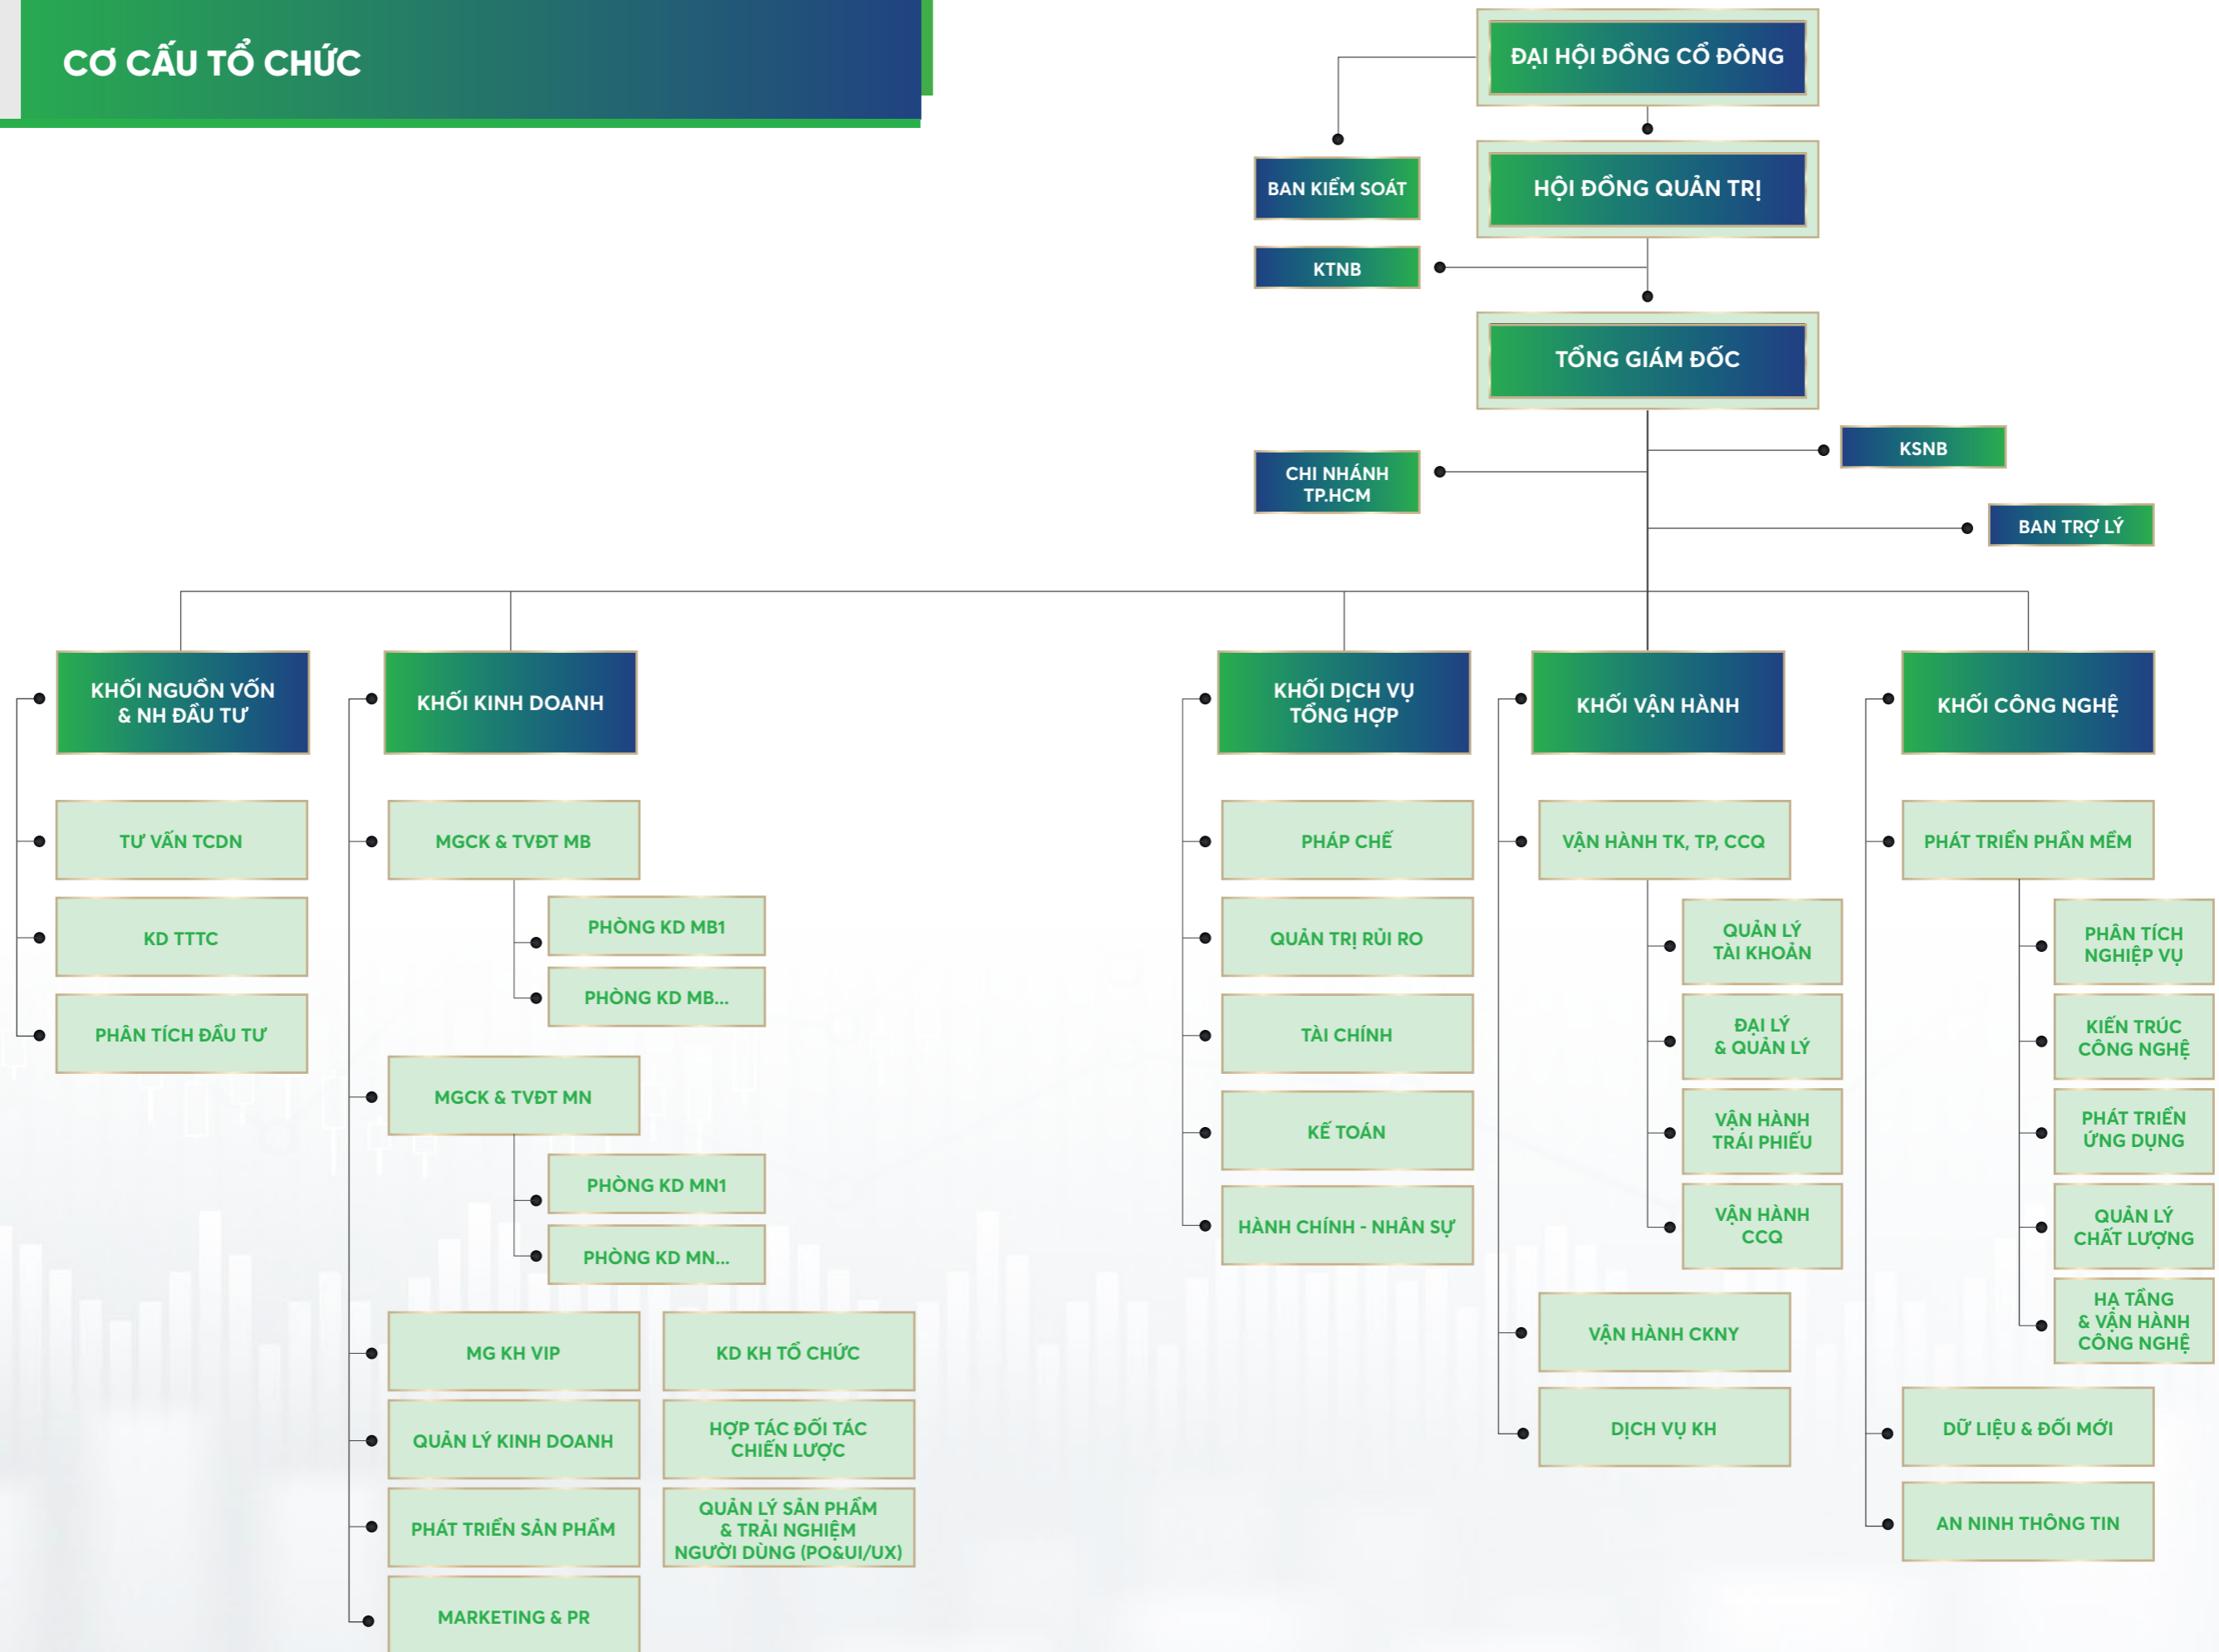 CƠ CẤU TỔ CHỨC
ĐẠI HỘI ĐỒNG CỔ ĐÔNG
BAN KIỂM SOÁT
HỘI ĐỒNG QUẢN TRỊ
KTNB
TỔNG GIÁM ĐỐC
KSNB
CHI NHÁNH
TP.HCM
BAN TRỢ LÝ
KHỐI NGUỒN VỐN
& NH ĐẦU TƯ
TƯ VẤN TCDN
KD TTTC
PHÂN TÍCH ĐẦU TƯ
KHỐI KINH DOANH
MGCK & TVĐT MB
PHÒNG KD MB1
PHÒNG KD MB...
MGCK & TVĐT MN
PHÒNG KD MN1
PHÒNG KD MN...
MG KH VIP
KD KH TỔ CHỨC
QUẢN LÝ KINH DOANH
HỢP TÁC ĐỐI TÁC
CHIẾN LƯỢC
PHÁT TRIỂN SẢN PHẨM
QUẢN LÝ SẢN PHẨM
& TRẢI NGHIỆM
NGƯỜI DÙNG (PO&UI/UX)
MARKETING & PR
KHỐI DỊCH VỤ
TỔNG HỢP
PHÁP CHẾ
QUẢN TRỊ RỦI RO
TÀI CHÍNH
KẾ TOÁN
HÀNH CHÍNH - NHÂN SỰ
KHỐI VẬN HÀNH
VẬN HÀNH TK, TP, CCQ
QUẢN LÝ
TÀI KHOẢN
ĐẠI LÝ
& QUẢN LÝ
VẬN HÀNH
TRÁI PHIẾU
VẬN HÀNH
CCQ
VẬN HÀNH CKNY
DỊCH VỤ KH
KHỐI CÔNG NGHỆ
PHÁT TRIỂN PHẦN MỀM
PHÂN TÍCH
NGHIỆP VỤ
KIẾN TRÚC
CÔNG NGHỆ
PHÁT TRIỂN
ỨNG DỤNG
QUẢN LÝ
CHẤT LƯỢNG
HẠ TẦNG
& VẬN HÀNH
CÔNG NGHỆ
DỮ LIỆU & ĐỔI MỚI
AN NINH THÔNG TIN